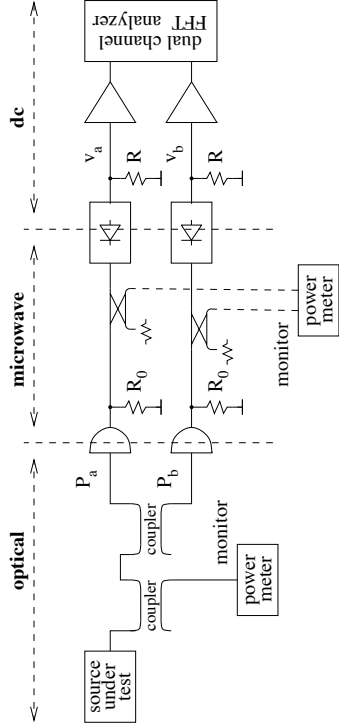 optical
microwave
dc
source
under
test
coupler
coupler
P_a
P_b
monitor
power
meter
R_0
R_0
monitor
power
meter
v_a
v_b
R
R
dual channel
FFT
analyzer